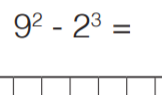 9² - 2³ =